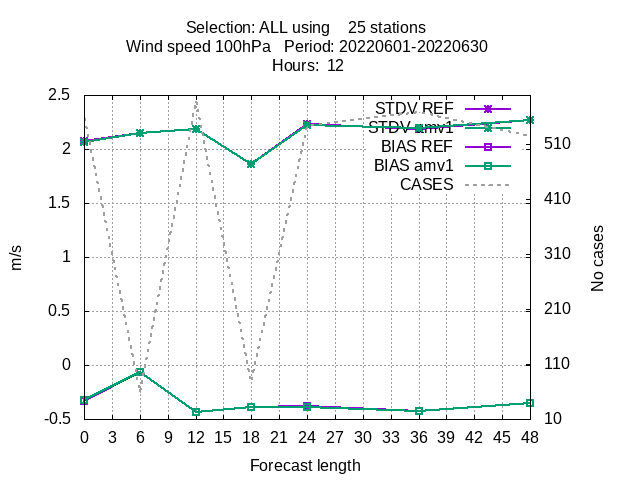 Selection: ALL using 25 stations
Wind speed 100hPa Period: 20220601-20220630
Hours: 12
2.5
2
1.5
1
0.5
0
-0.5
m/s
STDV REF
STDV amv1
BIAS REF
BIAS amv1
CASES
510
410
310
210
110
10
No cases
0 3 6 9 12 15 18 21 24 27 30 33 36 39 42 45 48
Forecast length